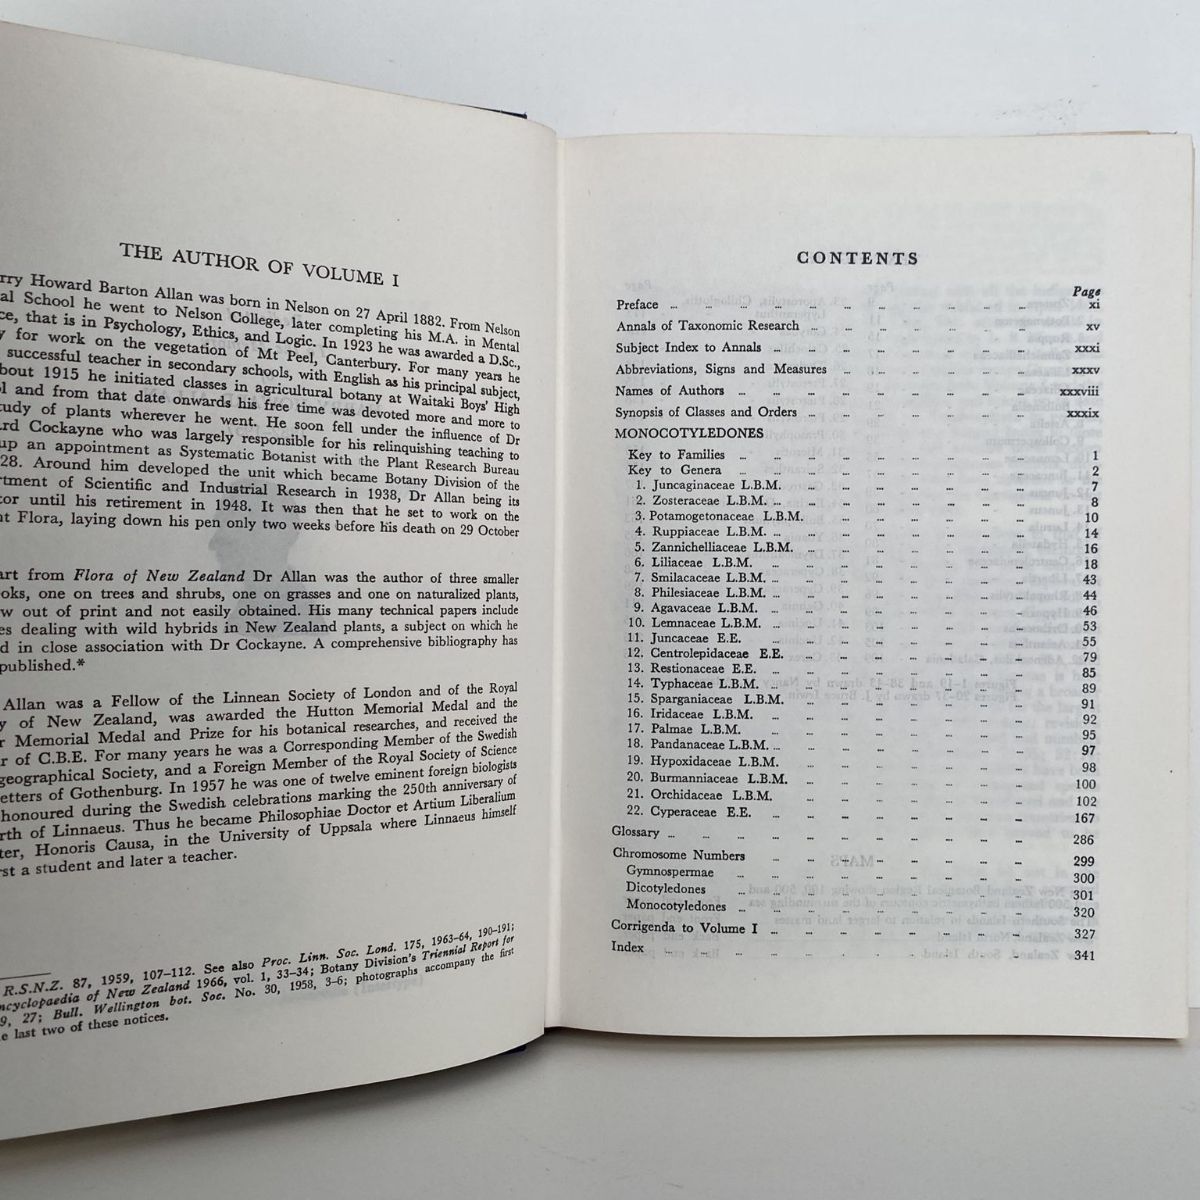 THE AUTHOR OF VOLUME I
rry Howard Barton Allan was born in Nelson on 27 April 1882. From Nelson
al School he went to Nelson College, later completing his M.A. in Mental
ce, that is in Psychology, Ethics, and Logic. In 1923 he was awarded a D.Sc.,
y for work on the vegetation of Mt Peel, Canterbury. For many years he
successful teacher in secondary schools, with English as his principal subject,
bout 1915 he initiated classes in agricultural botany at Waitaki Boys' High
ol and from that date onwards his free time was devoted more and more to
tudy of plants wherever he went. He soon fell under the influence of Dr
ard Cockayne who was largely responsible for his relinquishing teaching to
up an appointment as Systematic Botanist with the Plant Research Bureau
28. Around him developed the unit which became Botany Division of the
rtment of Scientific and Industrial Research in 1938, Dr Allan being its
tor until his retirement in 1948. It was then that he set to work on the
nt Flora, laying down his pen only two weeks before his death on 29 October
art from Flora of New Zealand Dr Allan was the author of three smaller
oks, one on trees and shrubs, one on grasses and one on naturalized plants,
ow out of print and not easily obtained. His many technical papers include
es dealing with wild hybrids in New Zealand plants, a subject on which he
d in close association with Dr Cockayne. A comprehensive bibliography has
published.*
Allan was a Fellow of the Linnean Society of London and of the Royal
y of New Zealand, was awarded the Hutton Memorial Medal and the
r Memorial Medal and Prize for his botanical researches, and received the
r of C.B.E. For many years he was a Corresponding Member of the Swedish
geographical Society, and a Foreign Member of the Royal Society of Science
etters of Gothenburg. In 1957 he was one of twelve eminent foreign biologists
honoured during the Swedish celebrations marking the 250th anniversary of
rth of Linnaeus. Thus he became Philosophiae Doctor et Artium Liberalium
ter, Honoris Causa, in the University of Uppsala where Linnaeus himself
rst a student and later a teacher.
R.S.N.Z. 87, 1959, 107–112. See also Proc. Linn. Soc. Lond. 175, 1963–64, 190–191;
ncyclopaedia of New Zealand 1966, vol. 1, 33–34; Botany Division's Triennial Report for
9, 27; Bull. Wellington bot. Soc. No. 30, 1958, 3–6; photographs accompany the first
e last two of these notices.
CONTENTS
Page
Preface xi
Annals of Taxonomic Research xv
Subject Index to Annals xxxi
Abbreviations, Signs and Measures xxxv
Names of Authors xxxviii
Synopsis of Classes and Orders xxxix
MONOCOTYLEDONES
Key to Families 1
Key to Genera 2
1. Juncaginaceae L.B.M. 7
2. Zosteraceae L.B.M. 8
3. Potamogetonaceae L.B.M. 10
4. Ruppiaceae L.B.M. 14
5. Zannichelliaceae L.B.M. 16
6. Liliaceae L.B.M. 18
7. Smilacaceae L.B.M. 43
8. Philesiaceae L.B.M. 44
9. Agavaceae L.B.M. 46
10. Lemnaceae L.B.M. 53
11. Juncaceae E.E. 55
12. Centrolepidaceae E.E. 79
13. Restionaceae E.E. 85
14. Typhaceae L.B.M. 89
15. Sparganiaceae L.B.M. 91
16. Iridaceae L.B.M. 92
17. Palmae L.B.M. 95
18. Pandanaceae L.B.M. 97
19. Hypoxidaceae L.B.M. 98
20. Burmanniaceae L.B.M. 100
21. Orchidaceae L.B.M. 102
22. Cyperaceae E.E. 167
Glossary 286
Chromosome Numbers 299
Gymnospermae 300
Dicotyledones 301
Monocotyledones 320
Corrigenda to Volume I 327
Index 341